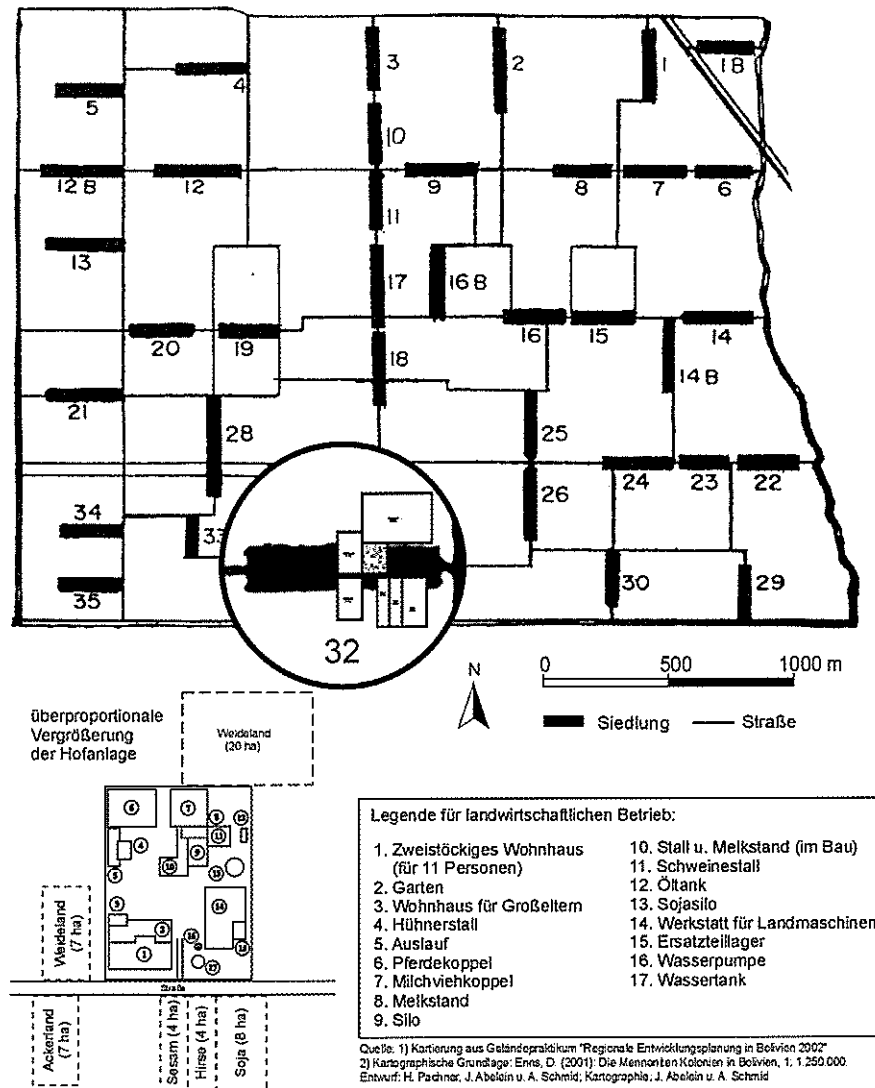 3
2
1
1B
4
5
10
12 B
12
9
8
7
6
11
13
17
16 B
20
19
18
16
15
14
14 B
21
28
25
24
23
22
26
34
33
35
30
29
32
N
0 500 1000 m
Siedlung
Straße
überproportionale
Vergrößerung
der Hofanlage
Weideland
(20 ha)
Weideland
(7 ha)
Straße
Ackerland
(7 ha)
Sesam (4 ha)
Hirse (4 ha)
Soja (8 ha)
Legende für landwirtschaftlichen Betrieb:
1. Zweistöckiges Wohnhaus
(für 11 Personen)
2. Garten
3. Wohnhaus für Großeltern
4. Hühnerstall
5. Auslauf
6. Pferdekoppel
7. Milchviehkoppel
8. Melkstand
9. Silo
10. Stall u. Melkstand (im Bau)
11. Schweinestall
12. Öltank
13. Sojasilo
14. Werkstatt für Landmaschinen
15. Ersatzteillager
16. Wasserpumpe
17. Wassertank
Quelle: 1) Kartierung aus Geländepraktikum "Regionale Entwicklungsplanung in Bolivien 2002"
2) Kartographische Grundlage: Enns, D. (2001): Die Mennoniten Kolonien in Bolivien, 1: 1.250.000.
Entwurf: H. Pachner, J. Abelein u. A. Schmid; Kartographie, J. Abelein u. A. Schmid